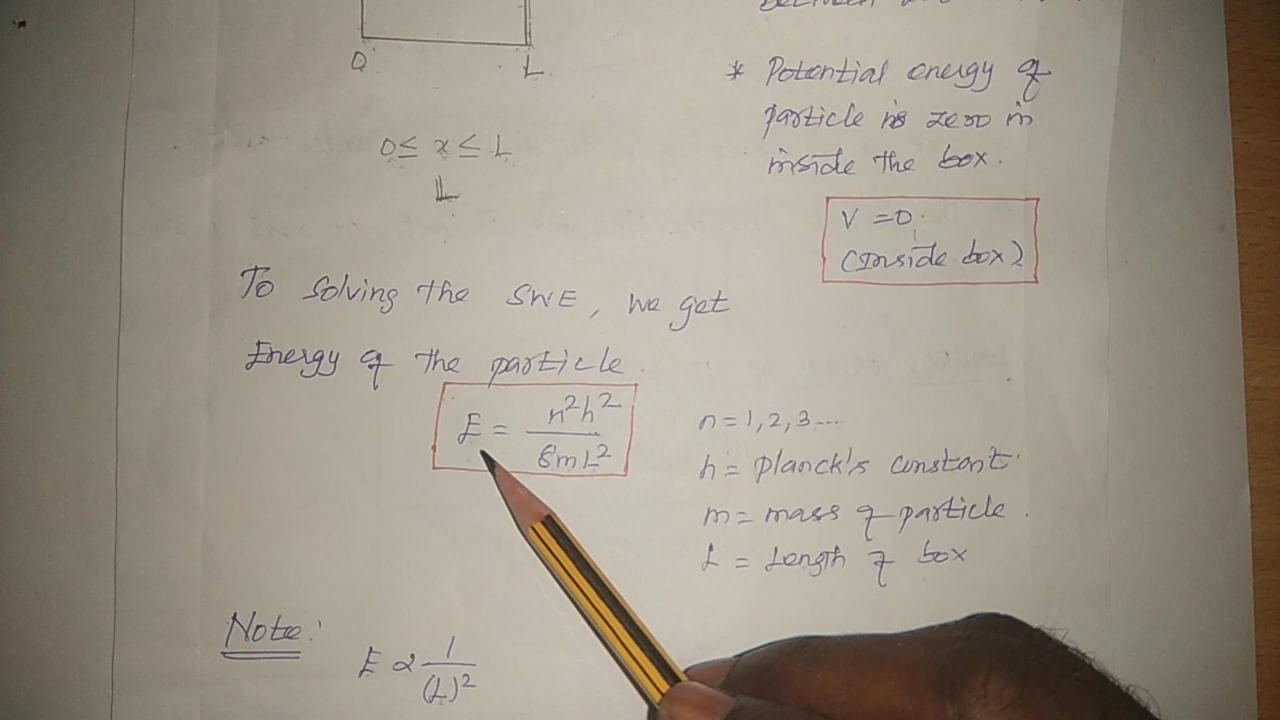 O
L
0 ≤ x ≤ L
L
* Potential energy of
particle is zero in
inside the box.
V = 0
(Inside box)
To solving the SWE, we get
Energy of the particle.
E = n²h² / 8mL²
n = 1, 2, 3 ...
h = Planck's constant.
m = mass of particle.
L = Length of box
Note:
E ∝ 1 / (L)²